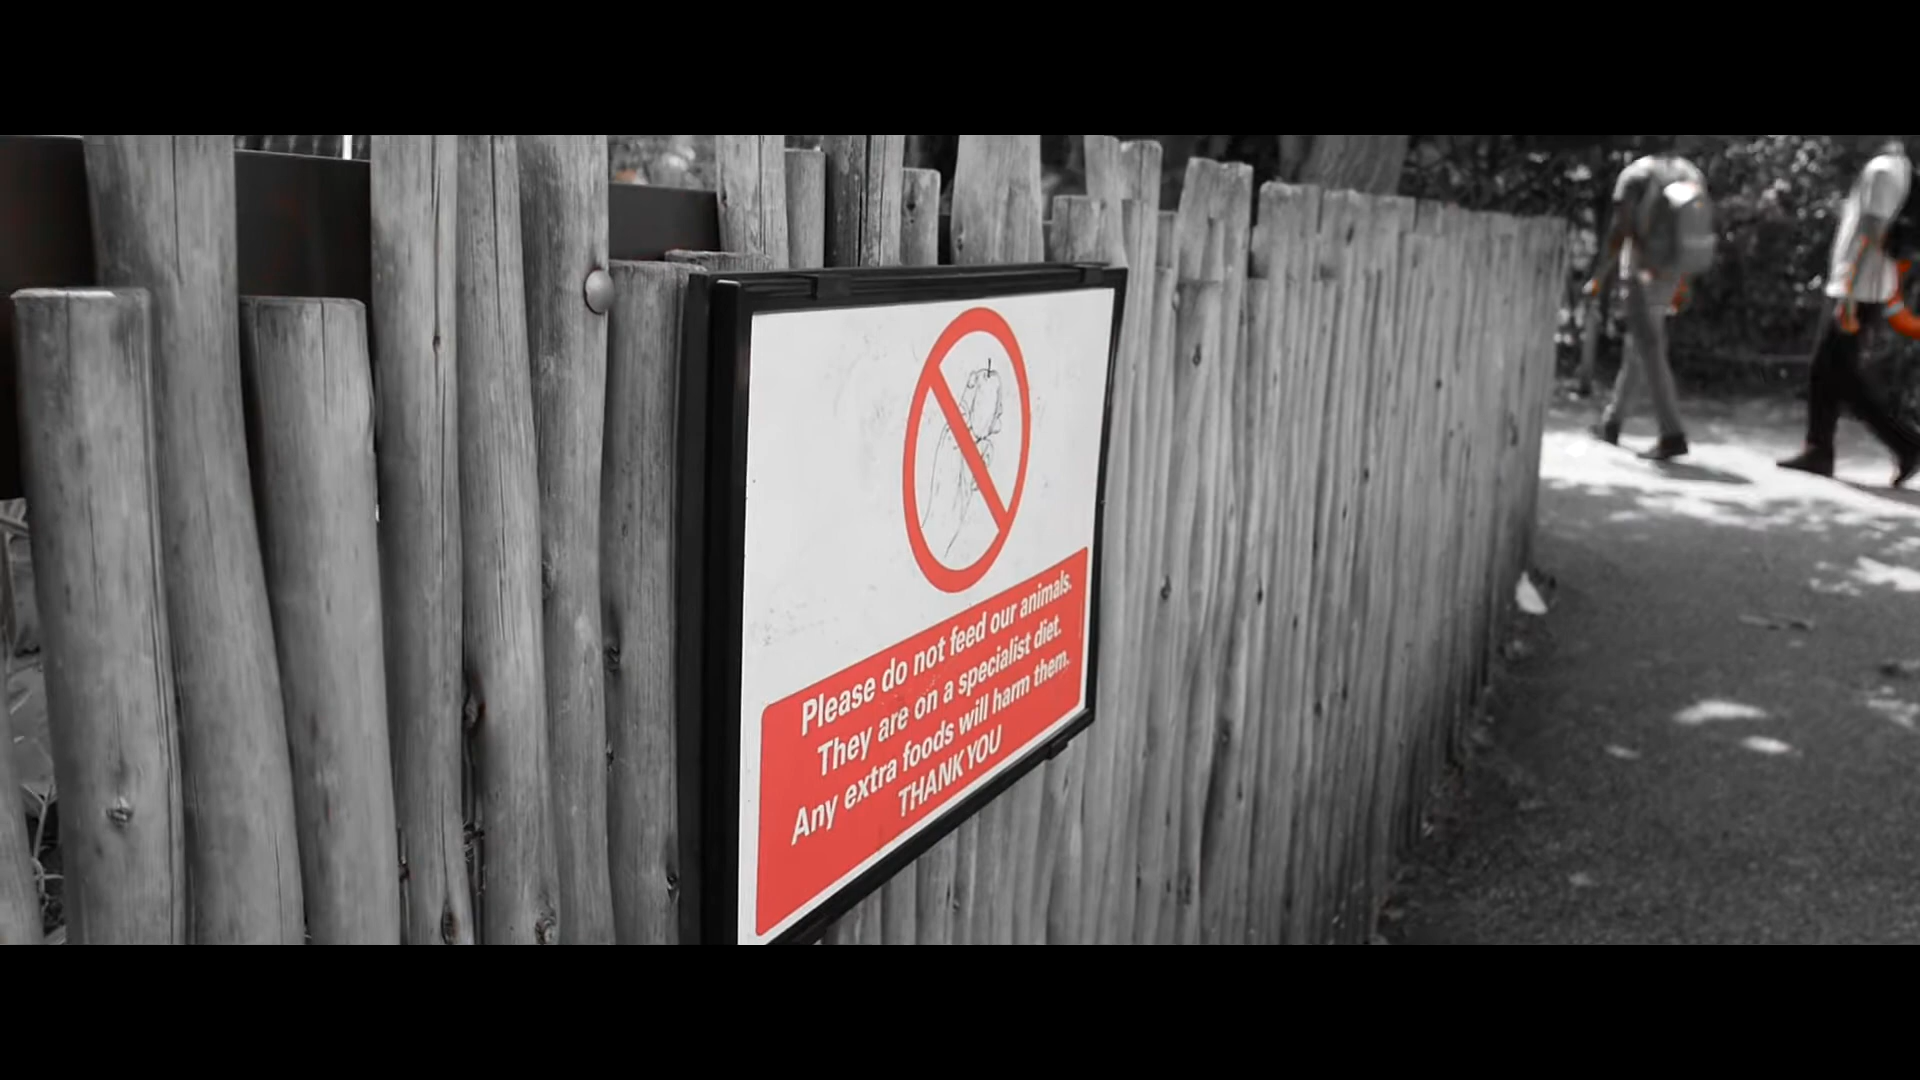 Please do not feed our animals.
They are on a specialist diet.
Any extra foods will harm them.
THANK YOU